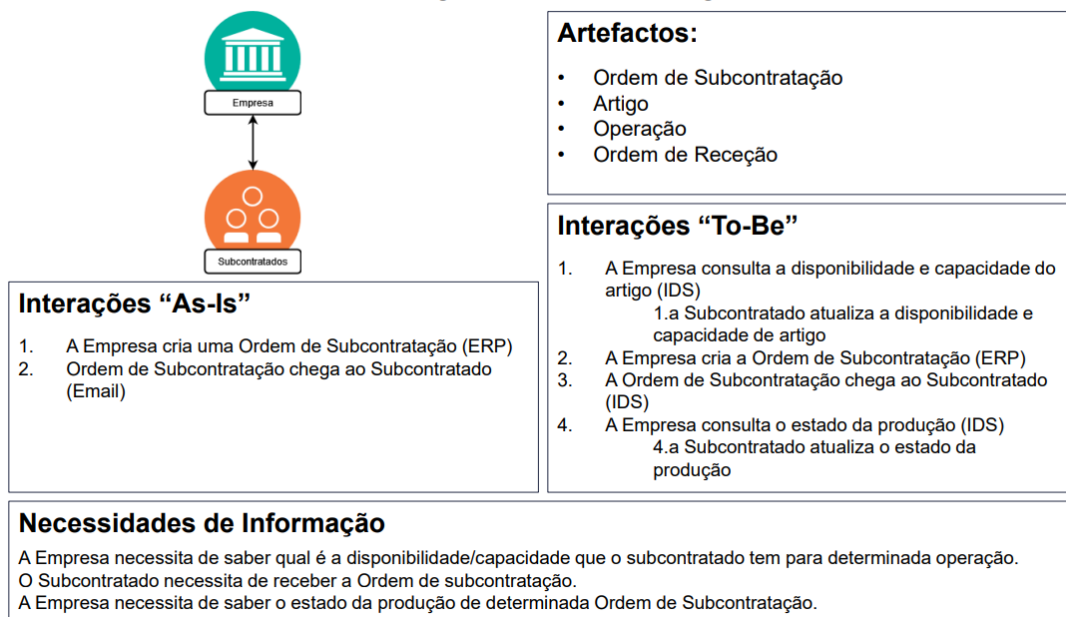 Empresa
Subcontratados
Artefactos:
• Ordem de Subcontratação
• Artigo
• Operação
• Ordem de Receção
Interações “As-Is”
1. A Empresa cria uma Ordem de Subcontratação (ERP)
2. Ordem de Subcontratação chega ao Subcontratado
(Email)
Interações “To-Be”
1. A Empresa consulta a disponibilidade e capacidade do
artigo (IDS)
1.a Subcontratado atualiza a disponibilidade e
capacidade de artigo
2. A Empresa cria a Ordem de Subcontratação (ERP)
3. A Ordem de Subcontratação chega ao Subcontratado
(IDS)
4. A Empresa consulta o estado da produção (IDS)
4.a Subcontratado atualiza o estado da
produção
Necessidades de Informação
A Empresa necessita de saber qual é a disponibilidade/capacidade que o subcontratado tem para determinada operação.
O Subcontratado necessita de receber a Ordem de subcontratação.
A Empresa necessita de saber o estado da produção de determinada Ordem de Subcontratação.